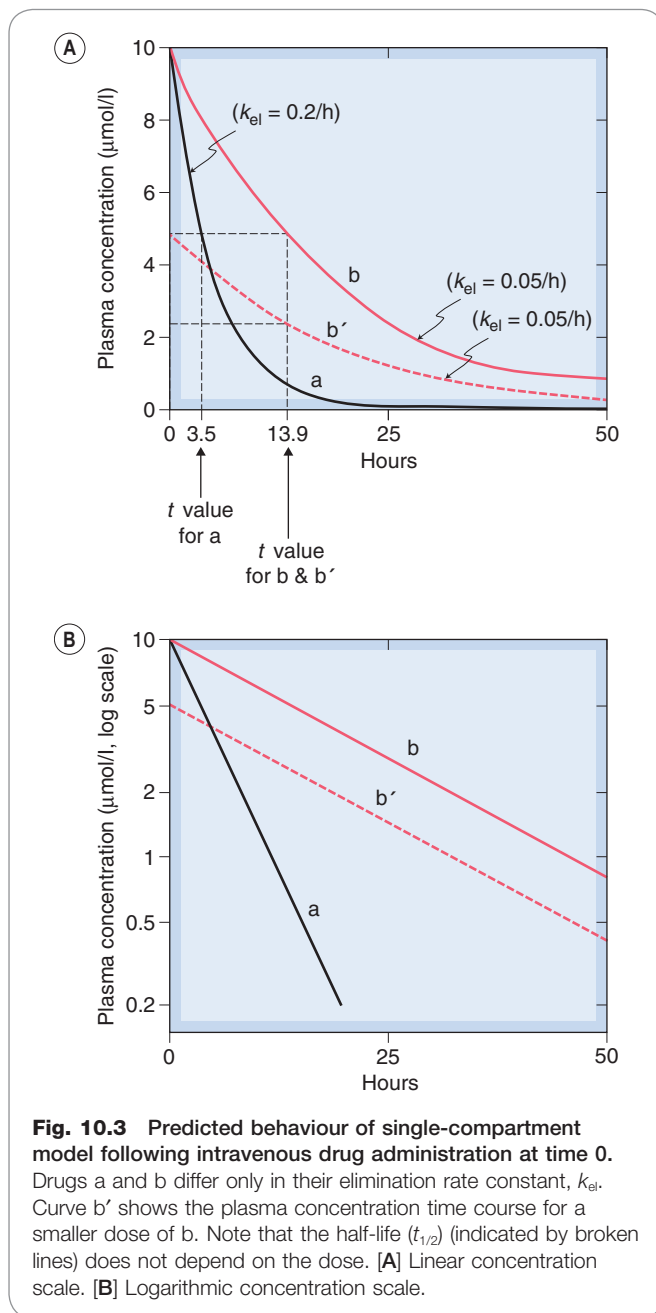 A
Plasma concentration (µmol/l)
10
8
6
4
2
0
(kel = 0.2/h)
b
(kel = 0.05/h)
(kel = 0.05/h)
b′
a
0 3.5 13.9 25 50
Hours
t value
for a
t value
for b & b′
B
Plasma concentration (µmol/l, log scale)
10
5
2
1
0.5
0.2
b
b′
a
0 25 50
Hours
Fig. 10.3 Predicted behaviour of single-compartment
model following intravenous drug administration at time 0.
Drugs a and b differ only in their elimination rate constant, kel.
Curve b′ shows the plasma concentration time course for a
smaller dose of b. Note that the half-life (t1/2) (indicated by broken
lines) does not depend on the dose. [A] Linear concentration
scale. [B] Logarithmic concentration scale.